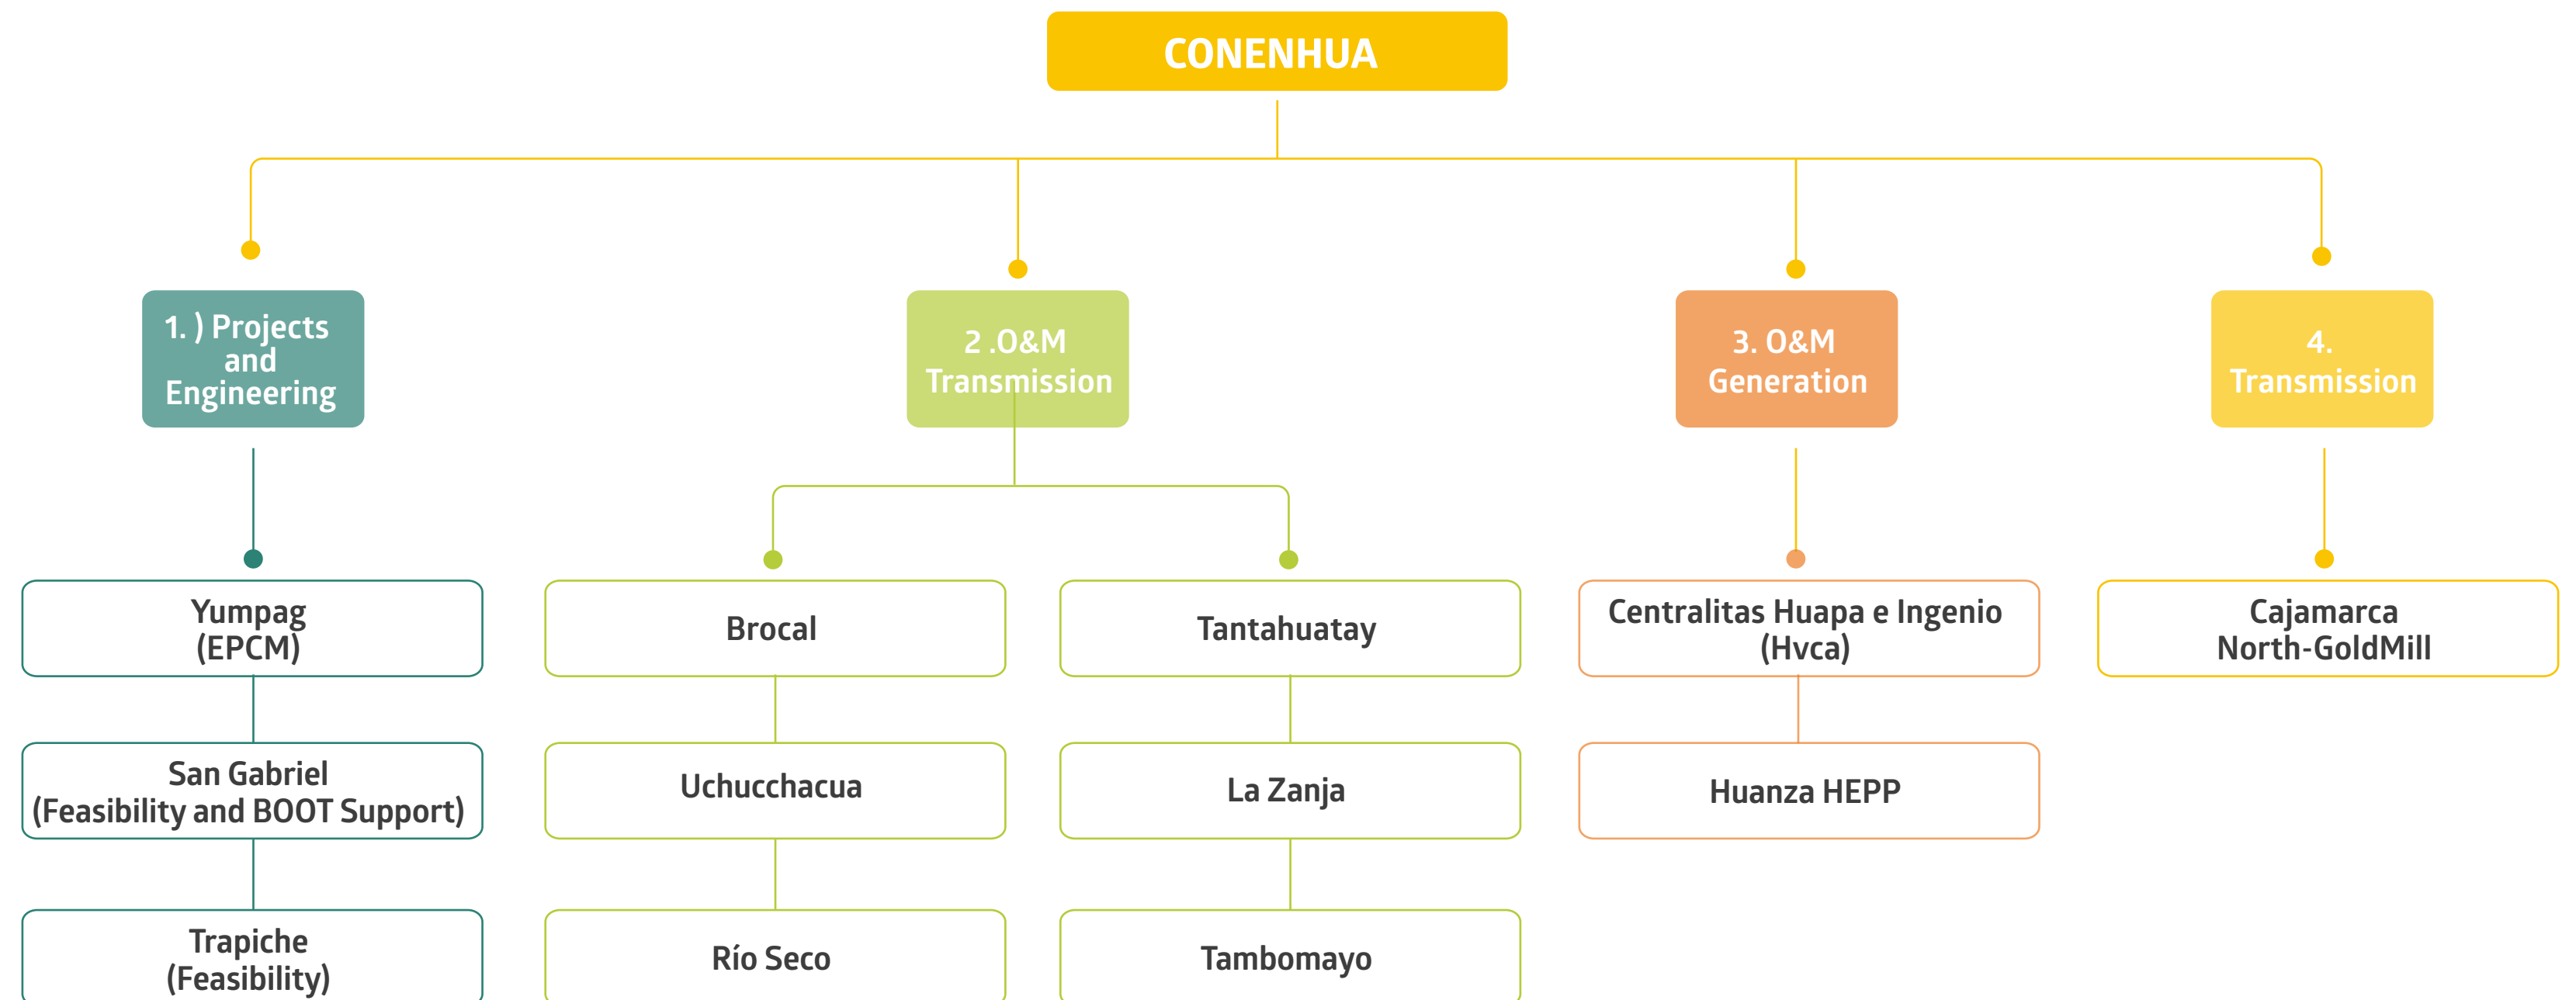 CONENHUA
1. ) Projects
and
Engineering
2 .O&M
Transmission
3. O&M
Generation
4.
Transmission
Yumpag
(EPCM)
Brocal
Tantahuatay
Centralitas Huapa e Ingenio
(Hvca)
Cajamarca
North-GoldMill
San Gabriel
(Feasibility and BOOT Support)
Uchucchacua
La Zanja
Huanza HEPP
Trapiche
(Feasibility)
Río Seco
Tambomayo